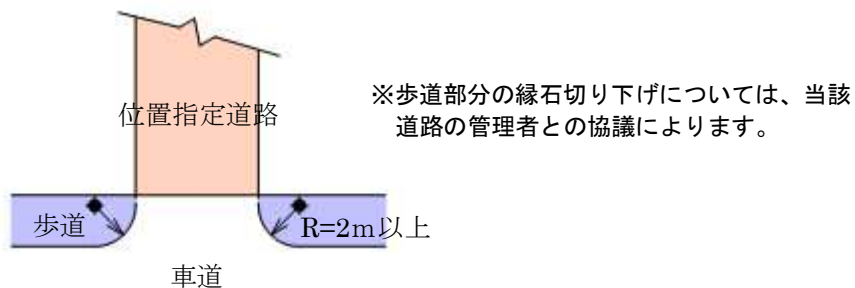 ※歩道部分の縁石切り下げについては、当該
道路の管理者との協議によります。
位置指定道路
歩道
R=2ｍ以上
車道